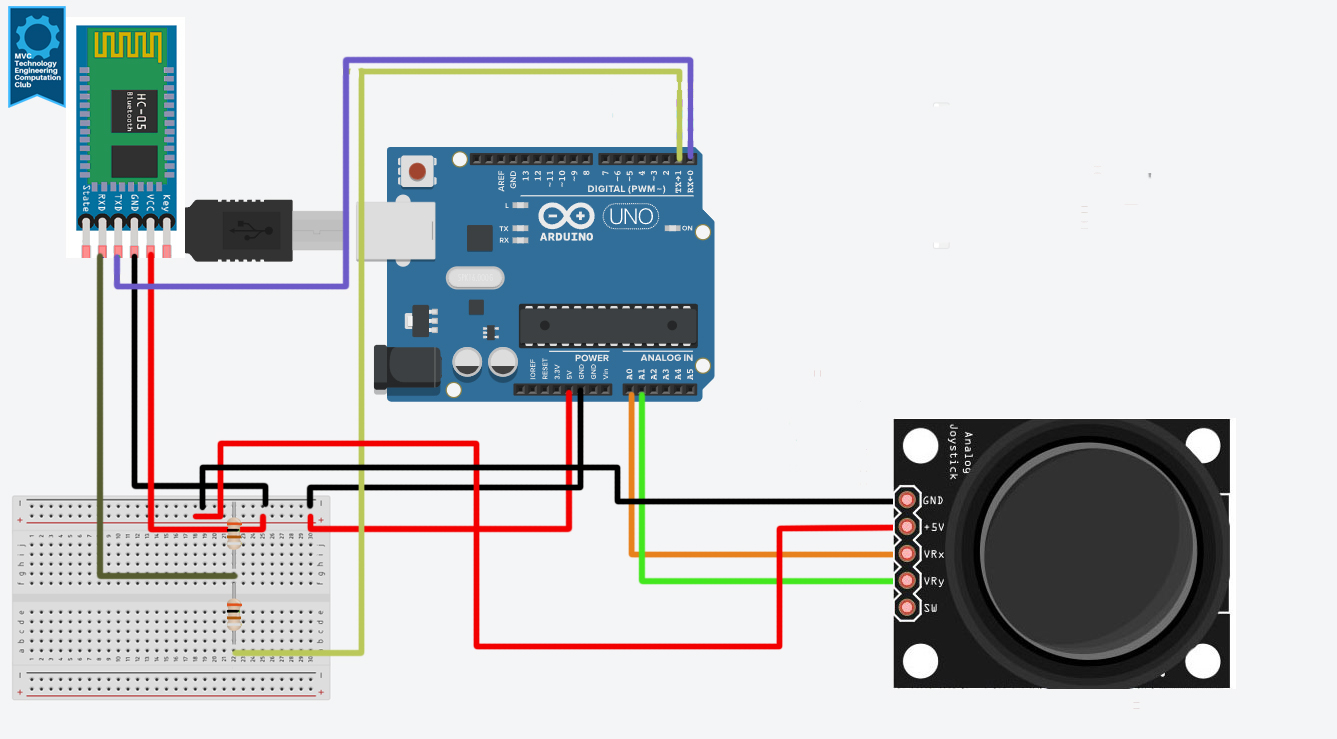 MVC
Technology
Engineering
Computation
Club
HC-05
Bluetooth
State
RXD
TXD
GND
VCC
Key
AREF
GND
13
12
~11
~10
~9
8
7
~6
~5
4
~3
2
TX→1
RX←0
DIGITAL (PWM~)
L
TX
RX
ARDUINO
UNO
ON
POWER
ANALOG IN
IOREF
RESET
3.3V
5V
GND
GND
Vin
A0
A1
A2
A3
A4
A5
Analog
Joystick
GND
+5V
VRx
VRy
SW